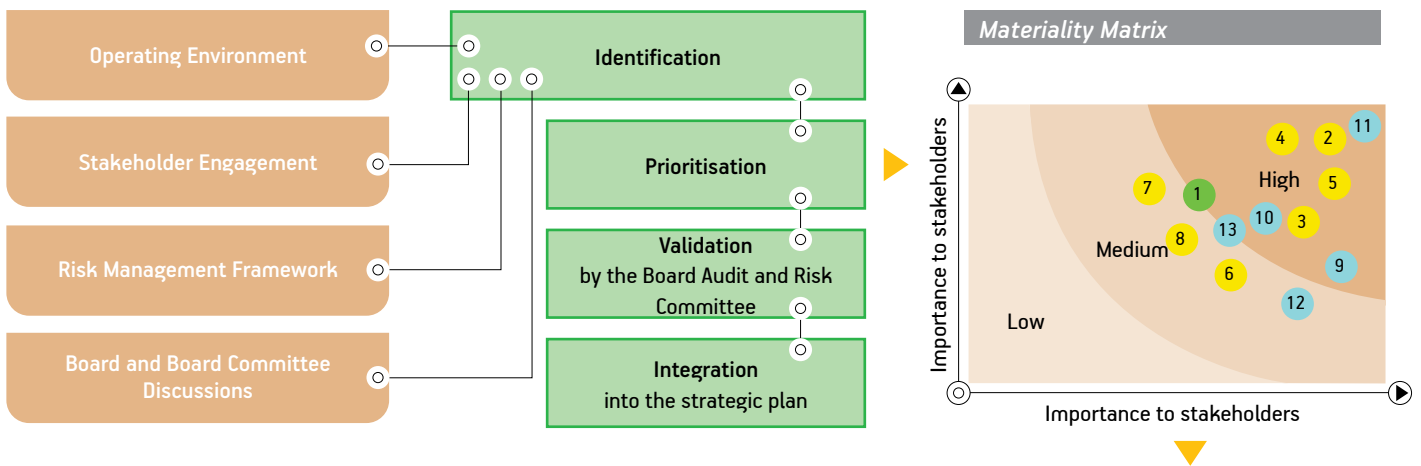 Operating Environment
Stakeholder Engagement
Risk Management Framework
Board and Board Committee
Discussions
Identification
Prioritisation
Validation
by the Board Audit and Risk
Committee
Integration
into the strategic plan
Materiality Matrix
Importance to stakeholders
4
2
11
High
5
7
1
10
3
13
8
Medium
9
6
12
Low
Importance to stakeholders